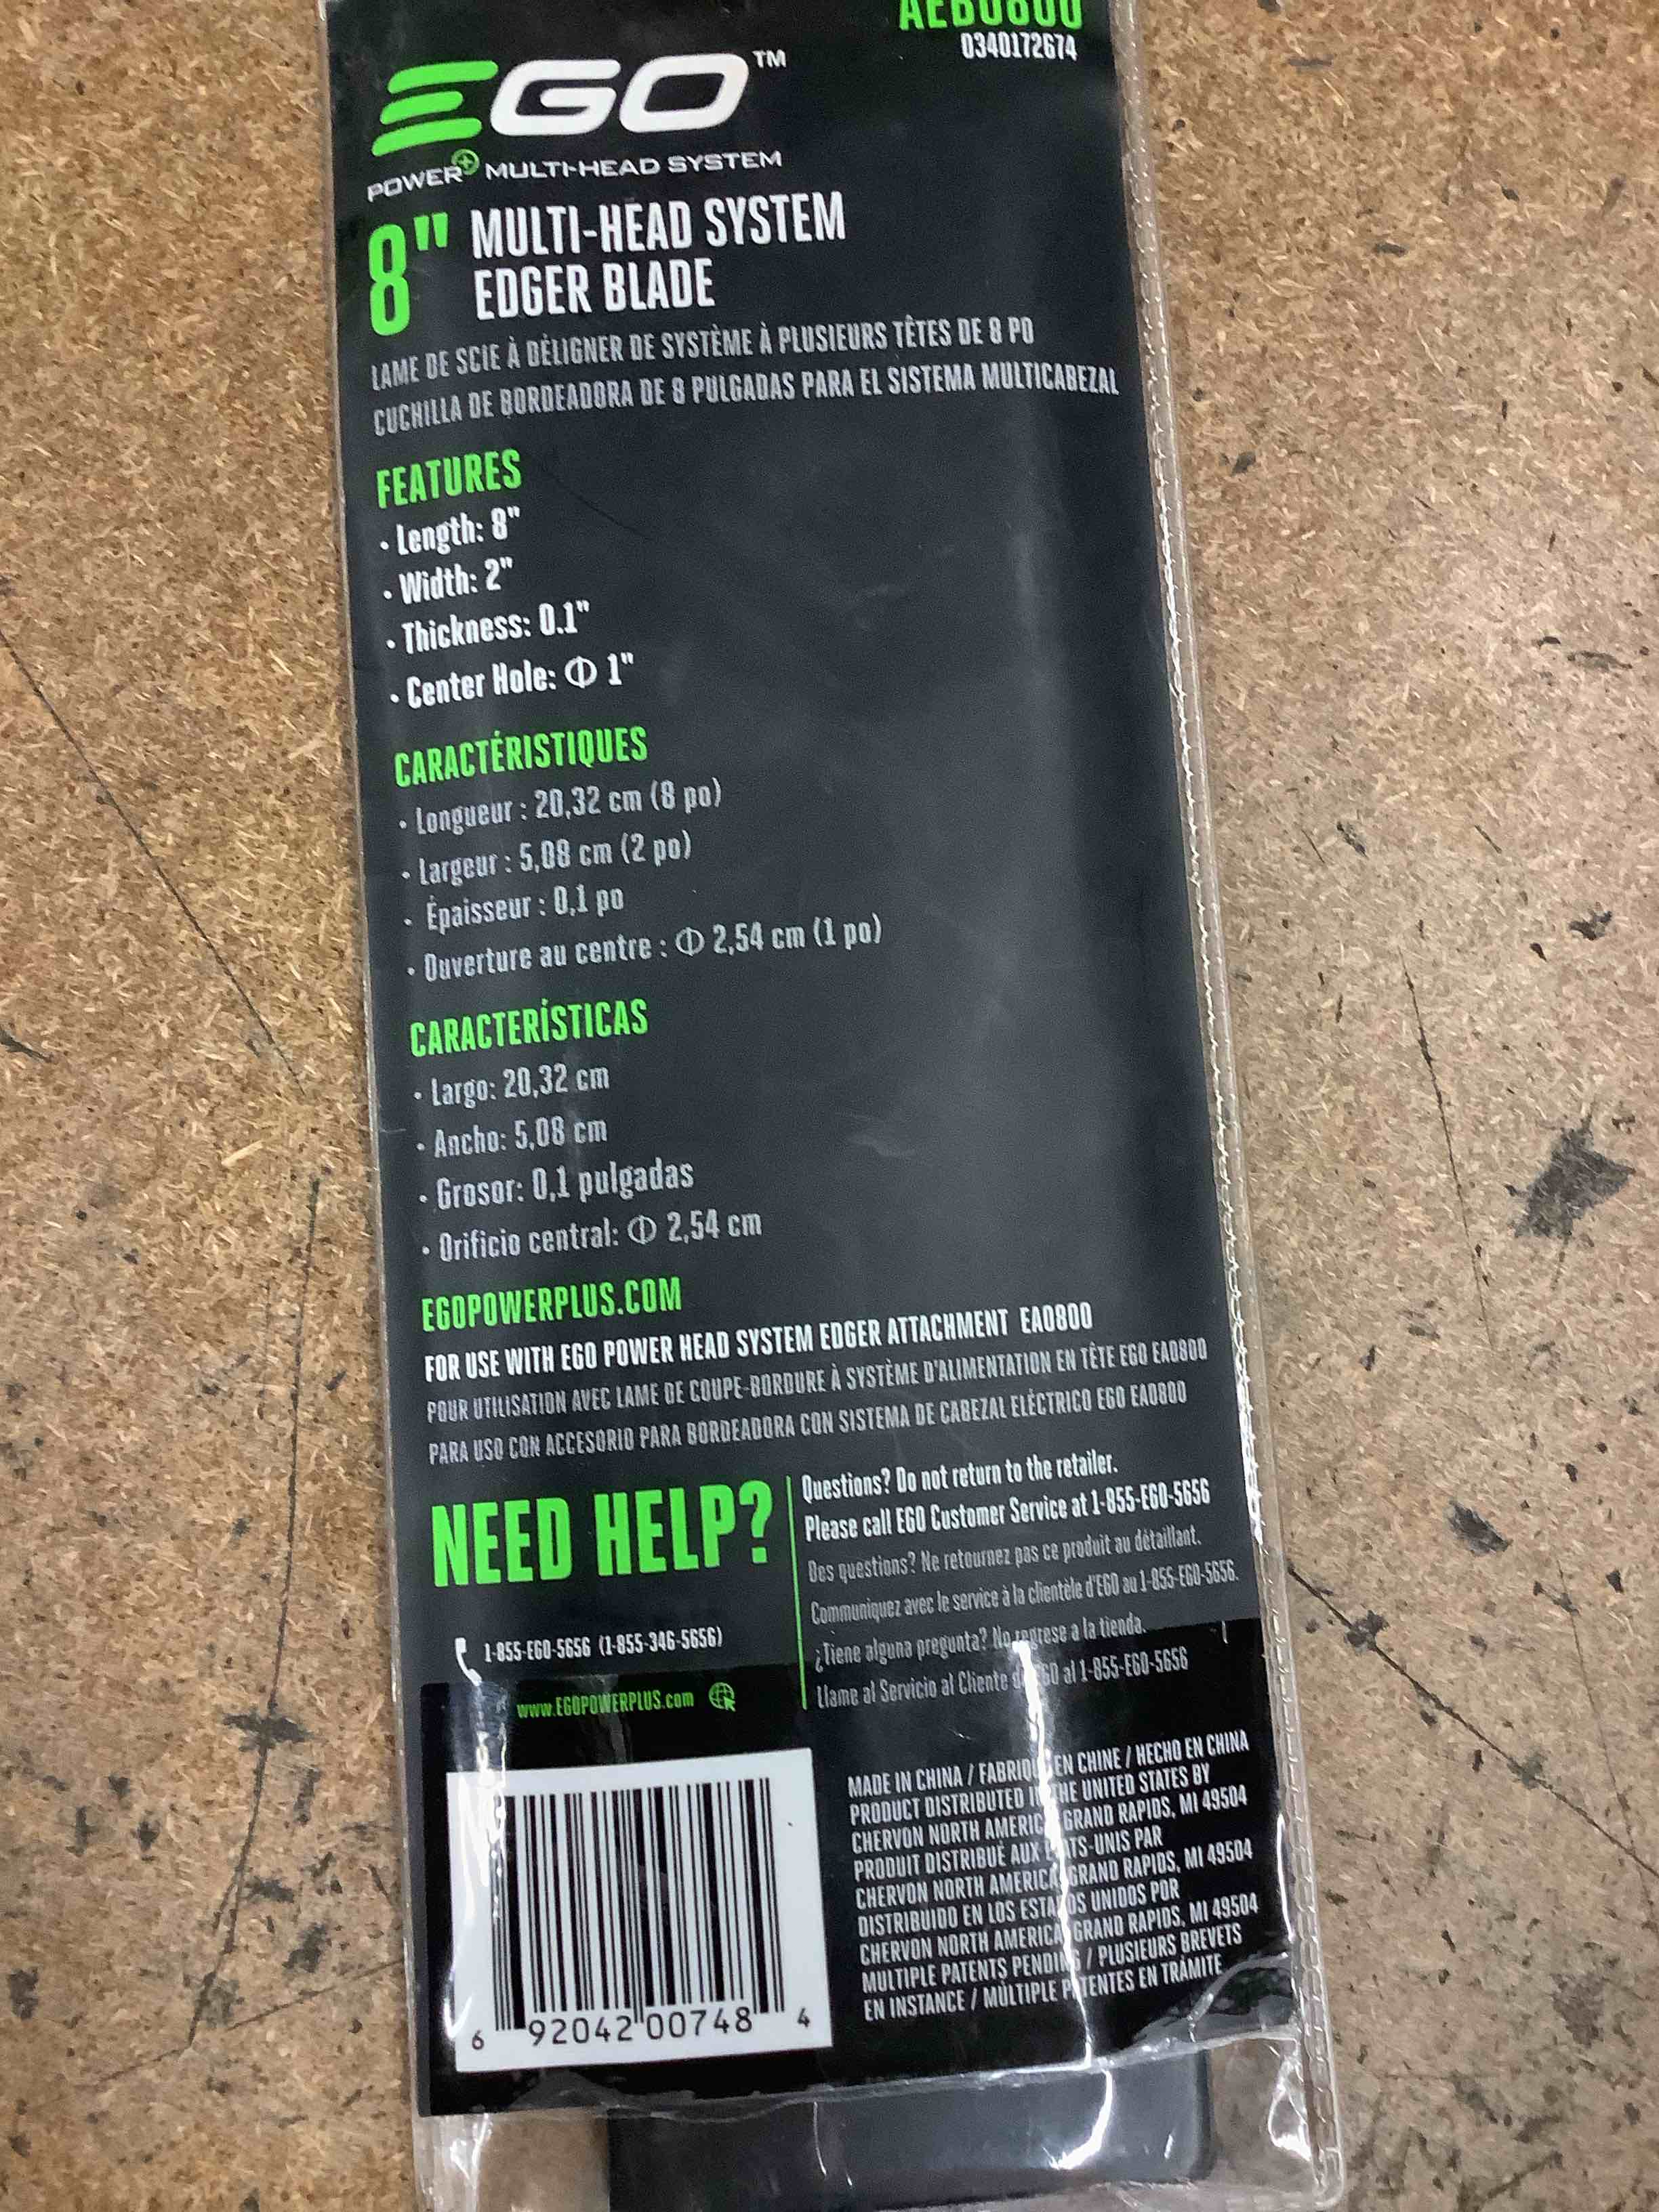 AEB0800
0340172674
EGO™
POWER+ MULTI-HEAD SYSTEM
8" MULTI-HEAD SYSTEM
EDGER BLADE
LAME DE SCIE À DÉLIGNER DE SYSTÈME À PLUSIEURS TÊTES DE 8 PO
CUCHILLA DE BORDEADORA DE 8 PULGADAS PARA EL SISTEMA MULTICABEZAL
FEATURES
• Length: 8"
• Width: 2"
• Thickness: 0.1"
• Center Hole: Φ 1"
CARACTÉRISTIQUES
• Longueur : 20,32 cm (8 po)
• Largeur : 5,08 cm (2 po)
• Épaisseur : 0,1 po
• Ouverture au centre : Φ 2,54 cm (1 po)
CARACTERÍSTICAS
• Largo: 20,32 cm
• Ancho: 5,08 cm
• Grosor: 0,1 pulgadas
• Orificio central: Φ 2,54 cm
EGOPOWERPLUS.COM
FOR USE WITH EGO POWER HEAD SYSTEM EDGER ATTACHMENT EA0800
POUR UTILISATION AVEC LAME DE COUPE-BORDURE À SYSTÈME D'ALIMENTATION EN TÊTE EGO EA0800
PARA USO CON ACCESORIO PARA BORDEADORA CON SISTEMA DE CABEZAL ELÉCTRICO EGO EA0800
NEED HELP?
1-855-EGO-5656 (1-855-346-5656)
www.EGOPOWERPLUS.com
Questions? Do not return to the retailer.
Please call EGO Customer Service at 1-855-EGO-5656
Des questions? Ne retournez pas ce produit au détaillant.
Communiquez avec le service à la clientèle d'EGO au 1-855-EGO-5656.
¿Tiene alguna pregunta? No regrese a la tienda.
Llame al Servicio al Cliente de EGO al 1-855-EGO-5656
MADE IN CHINA / FABRIQUÉ EN CHINE / HECHO EN CHINA
PRODUCT DISTRIBUTED IN THE UNITED STATES BY
CHERVON NORTH AMERICA GRAND RAPIDS, MI 49504
PRODUIT DISTRIBUÉ AUX ÉTATS-UNIS PAR
CHERVON NORTH AMERICA GRAND RAPIDS, MI 49504
DISTRIBUIDO EN LOS ESTADOS UNIDOS POR
CHERVON NORTH AMERICA GRAND RAPIDS, MI 49504
MULTIPLE PATENTS PENDING / PLUSIEURS BREVETS
EN INSTANCE / MÚLTIPLE PATENTES EN TRÁMITE
6 92042 00748 4